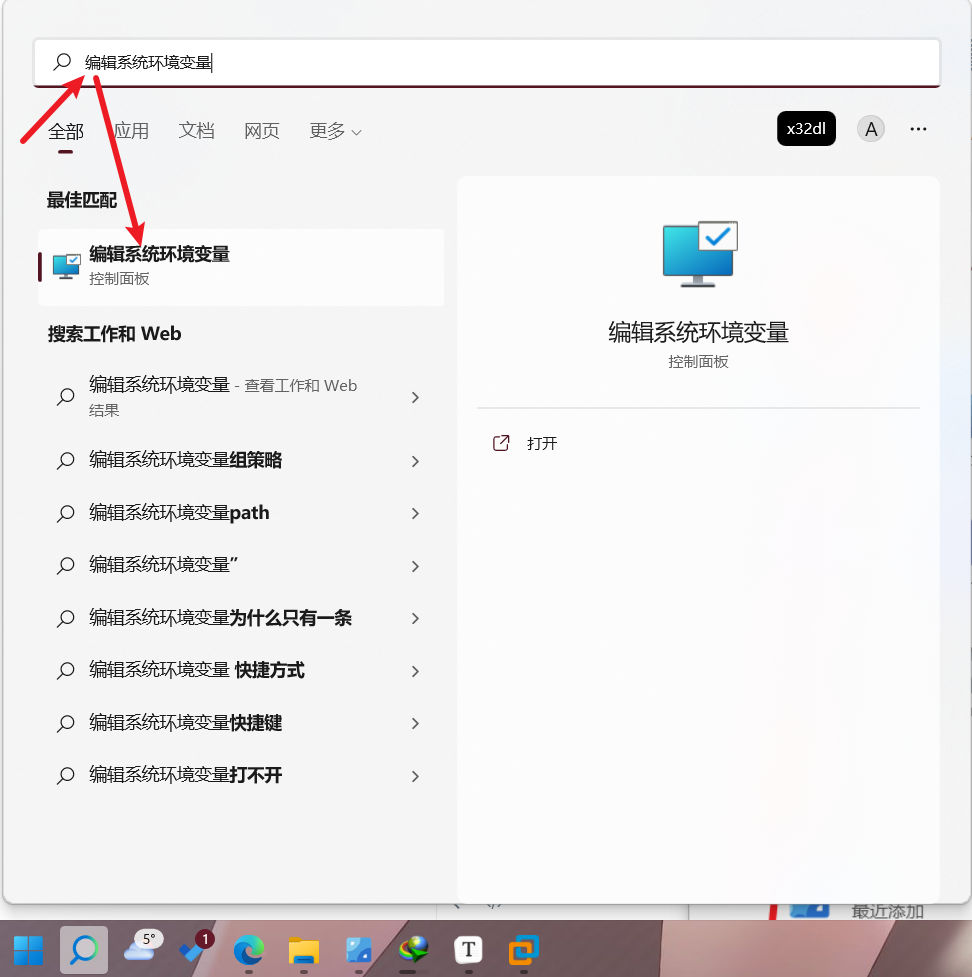 编辑系统环境变量
全部 应用 文档 网页 更多
x32dl A
最佳匹配
编辑系统环境变量
控制面板
搜索工作和 Web
编辑系统环境变量 - 查看工作和 Web
结果
编辑系统环境变量组策略
编辑系统环境变量path
编辑系统环境变量”
编辑系统环境变量为什么只有一条
编辑系统环境变量 快捷方式
编辑系统环境变量快捷键
编辑系统环境变量打不开
编辑系统环境变量
控制面板
打开
最近添加
5°
1
T